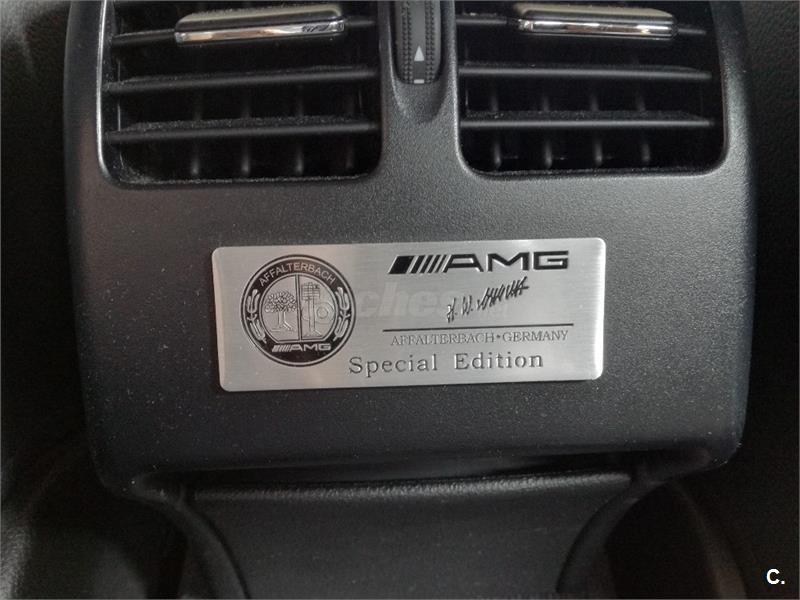 AFFALTERBACH
AMG
AMG
AFFALTERBACH•GERMANY
Special Edition
C.